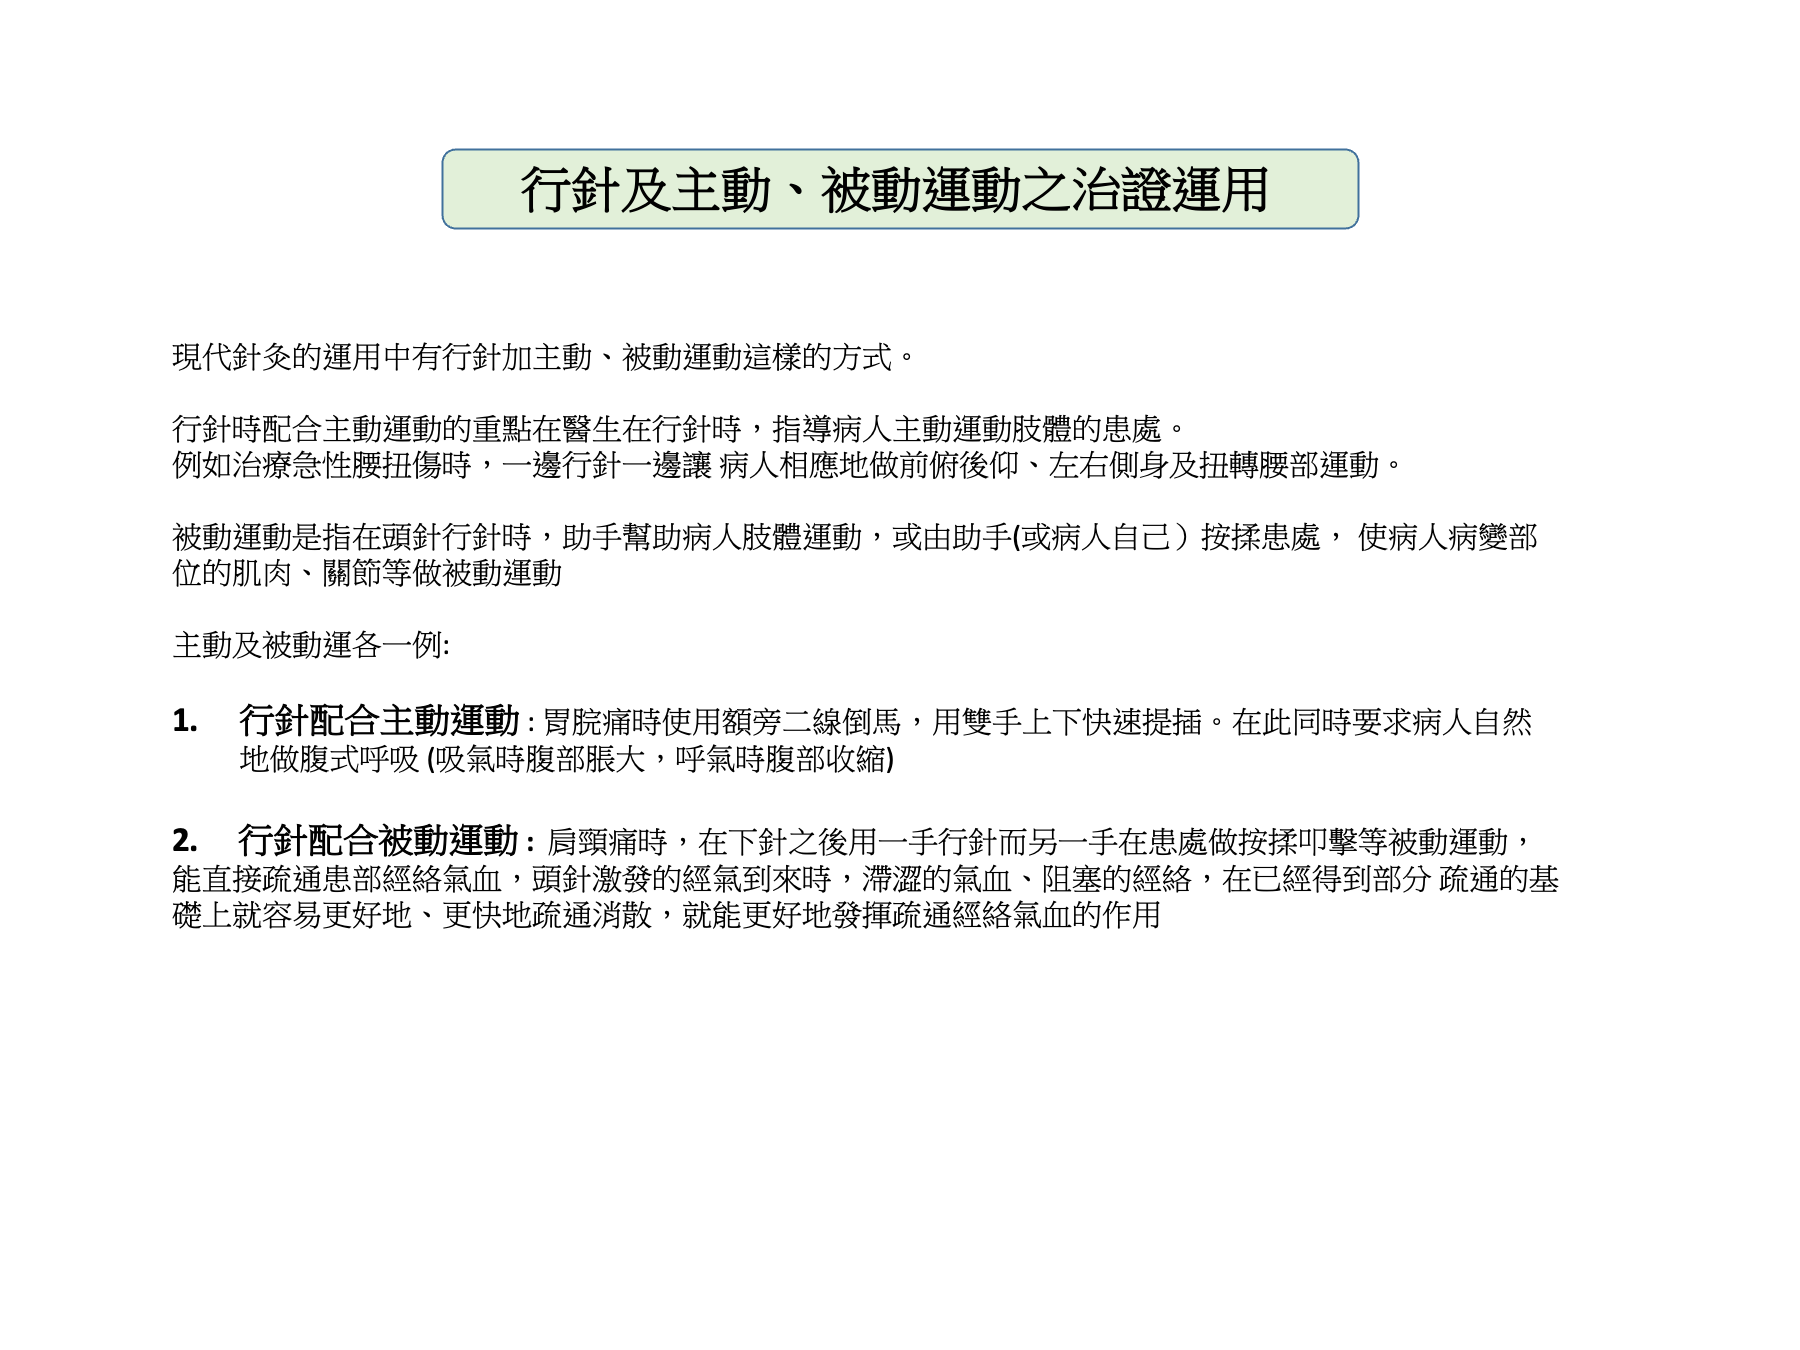 行針及主動、被動運動之治證運用
現代針灸的運用中有行針加主動、被動運動這樣的方式。
行針時配合主動運動的重點在醫生在行針時，指導病人主動運動肢體的患處。
例如治療急性腰扭傷時，一邊行針一邊讓 病人相應地做前俯後仰、左右側身及扭轉腰部運動。
被動運動是指在頭針行針時，助手幫助病人肢體運動，或由助手(或病人自己）按揉患處， 使病人病變部
位的肌肉、關節等做被動運動
主動及被動運各一例:
1. 行針配合主動運動 : 胃脘痛時使用額旁二線倒馬，用雙手上下快速提插。在此同時要求病人自然
地做腹式呼吸 (吸氣時腹部脹大，呼氣時腹部收縮)
2. 行針配合被動運動 : 肩頸痛時，在下針之後用一手行針而另一手在患處做按揉叩擊等被動運動，
能直接疏通患部經絡氣血，頭針激發的經氣到來時，滯澀的氣血、阻塞的經絡，在已經得到部分 疏通的基
礎上就容易更好地、更快地疏通消散，就能更好地發揮疏通經絡氣血的作用